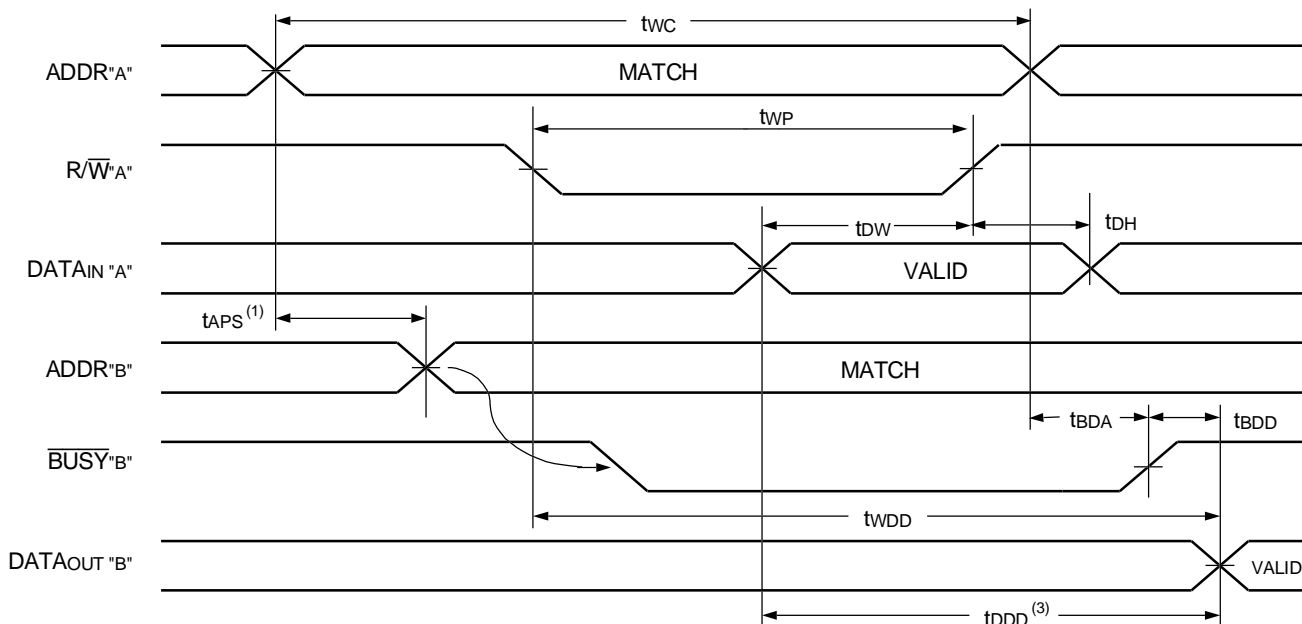 tWC
ADDR"A"
MATCH
tWP
R/W̅"A"
tDW
tDH
DATAIN "A"
VALID
tAPS (1)
ADDR"B"
MATCH
tBDA
tBDD
B̅U̅S̅Y̅"B"
tWDD
DATAOUT "B"
VALID
tDDD (3)